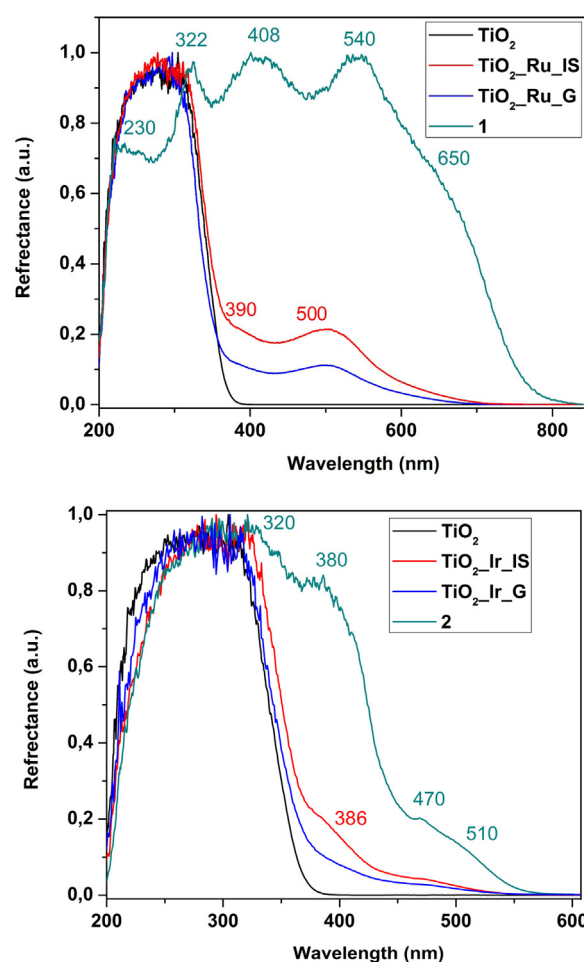 322
408
540
230
650
390
500
TiO₂
TiO₂_Ru_IS
TiO₂_Ru_G
1
1,0
0,8
0,6
0,4
0,2
0,0
Refrectance (a.u.)
200 400 600 800
Wavelength (nm)
320
380
386
470
510
TiO₂
TiO₂_Ir_IS
TiO₂_Ir_G
2
1,0
0,8
0,6
0,4
0,2
0,0
Refrectance (a.u.)
200 300 400 500 600
Wavelength (nm)